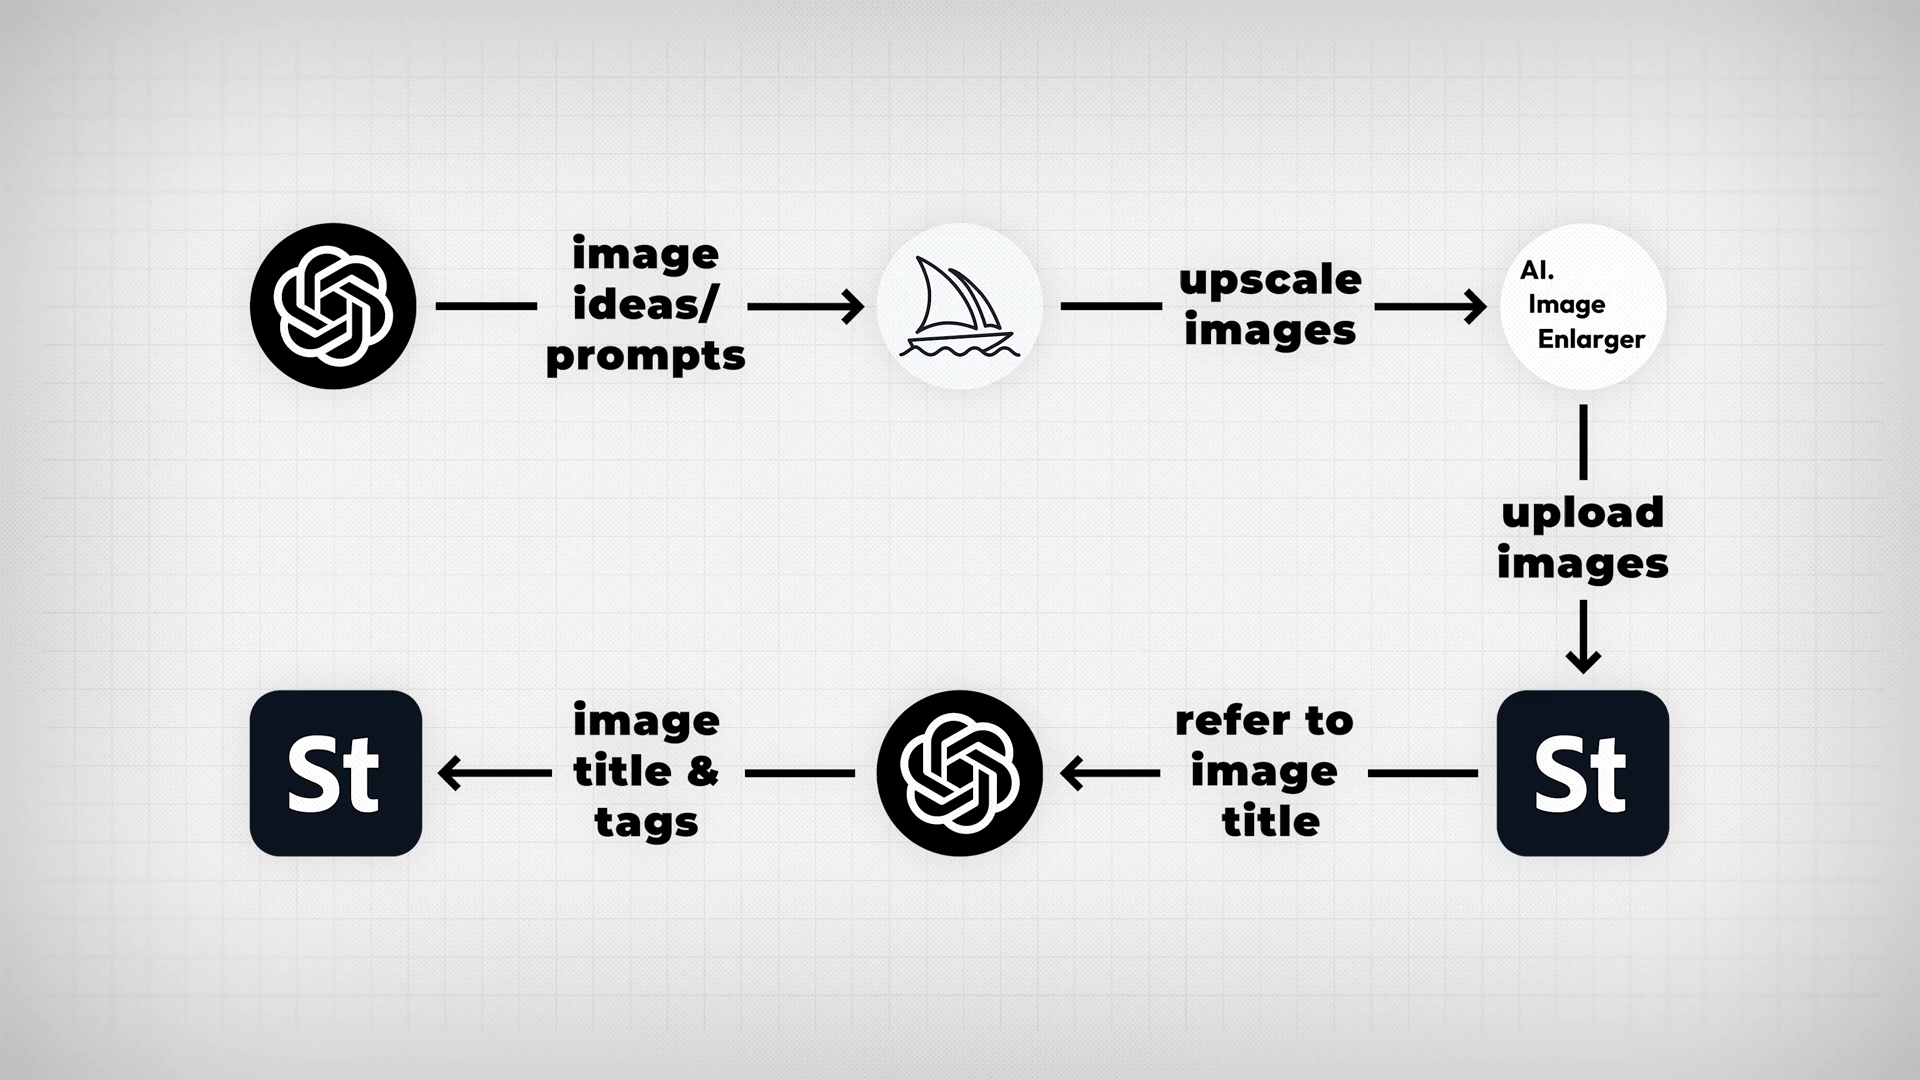 image
ideas/
prompts
upscale
images
AI.
Image
Enlarger
upload
images
St
refer to
image
title
image
title &
tags
St